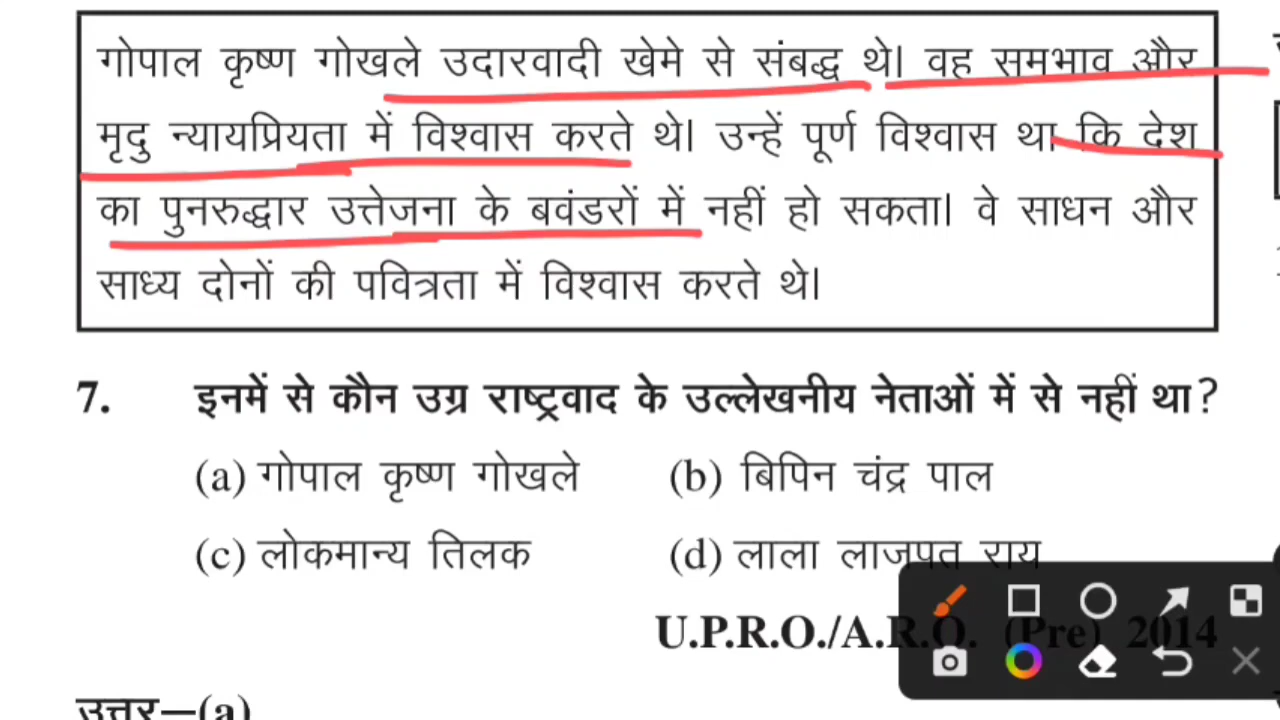 गोपाल कृष्ण गोखले उदारवादी खेमे से संबद्ध थे। वह समभाव और
मृदु न्यायप्रियता में विश्वास करते थे। उन्हें पूर्ण विश्वास था कि देश
का पुनरुद्धार उत्तेजना के बवंडरों में नहीं हो सकता। वे साधन और
साध्य दोनों की पवित्रता में विश्वास करते थे।
7. इनमें से कौन उग्र राष्ट्रवाद के उल्लेखनीय नेताओं में से नहीं था?
(a) गोपाल कृष्ण गोखले (b) बिपिन चंद्र पाल
(c) लोकमान्य तिलक (d) लाला लाजपत राय
U.P.R.O./A.R.O. (Pre) 2014
उत्तर—(a)